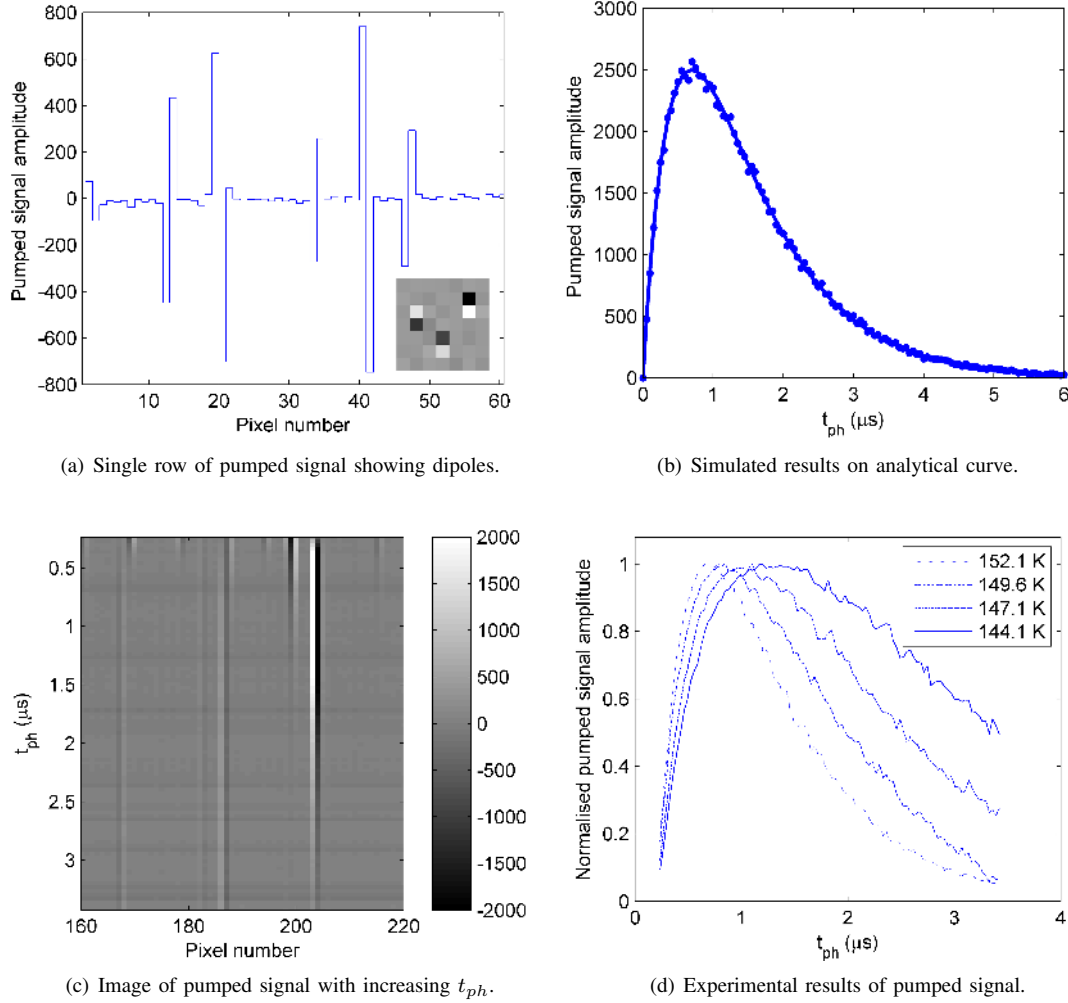 800
600
400
200
0
-200
-400
-600
-800
Pumped signal amplitude
10 20 30 40 50 60
Pixel number
(a) Single row of pumped signal showing dipoles.
3000
2500
2000
1500
1000
500
0
Pumped signal amplitude
0 1 2 3 4 5 6
t_ph (μs)
(b) Simulated results on analytical curve.
0.5
1
1.5
2
2.5
3
t_ph (μs)
160 180 200 220
Pixel number
2000
1500
1000
500
0
-500
-1000
-1500
-2000
(c) Image of pumped signal with increasing t_ph.
1
0.8
0.6
0.4
0.2
0
Normalised pumped signal amplitude
152.1 K
149.6 K
147.1 K
144.1 K
0 1 2 3 4
t_ph (μs)
(d) Experimental results of pumped signal.